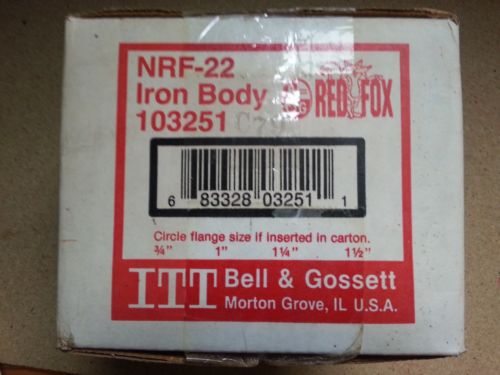 NRF-22
Iron Body
RED FOX
103251
6 83328 03251 1
Circle flange size if inserted in carton.
¾" 1" 1¼" 1½"
ITT Bell & Gossett
Morton Grove, IL U.S.A.